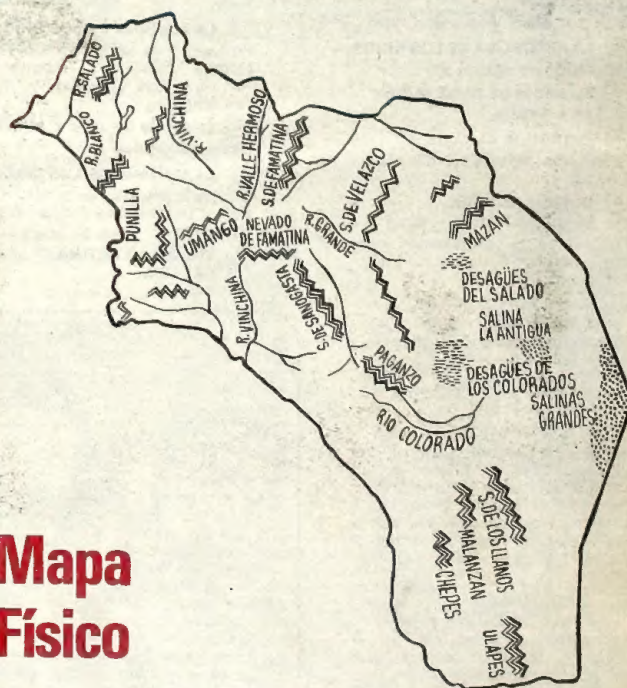 R. SALADO
R. BLANCO
R. VINCHINA
R. VALLE HERMOSO
S. DE FAMATINA
S. DE VELAZCO
MAZAN
PUNILLA
UMANGO
NEVADO
DE FAMATINA
R. GRANDE
DESAGÜES
DEL SALADO
SALINA
LA ANTIGUA
R. VINCHINA
S. DE SANOGASTA
PAGANZO
DESAGÜES DE
LOS COLORADOS
SALINAS
GRANDES
RIO COLORADO
S. DE LOS LLANOS
MALANZAN
CHEPES
ULAPES
Mapa
Físico